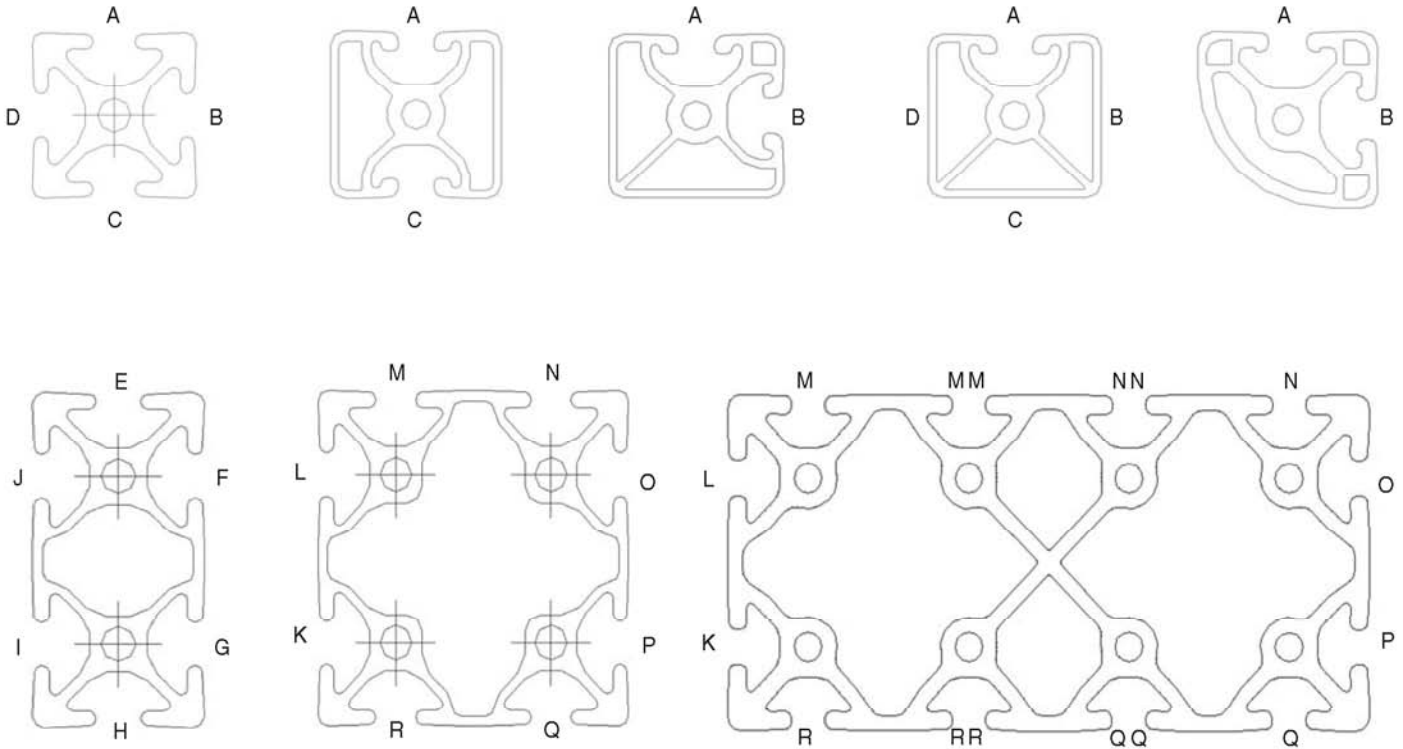 A A A A A
D B B D B B
C C C
E M N M MM NN N
J F L O L O
I G K P K P
H R Q R RR QQ Q